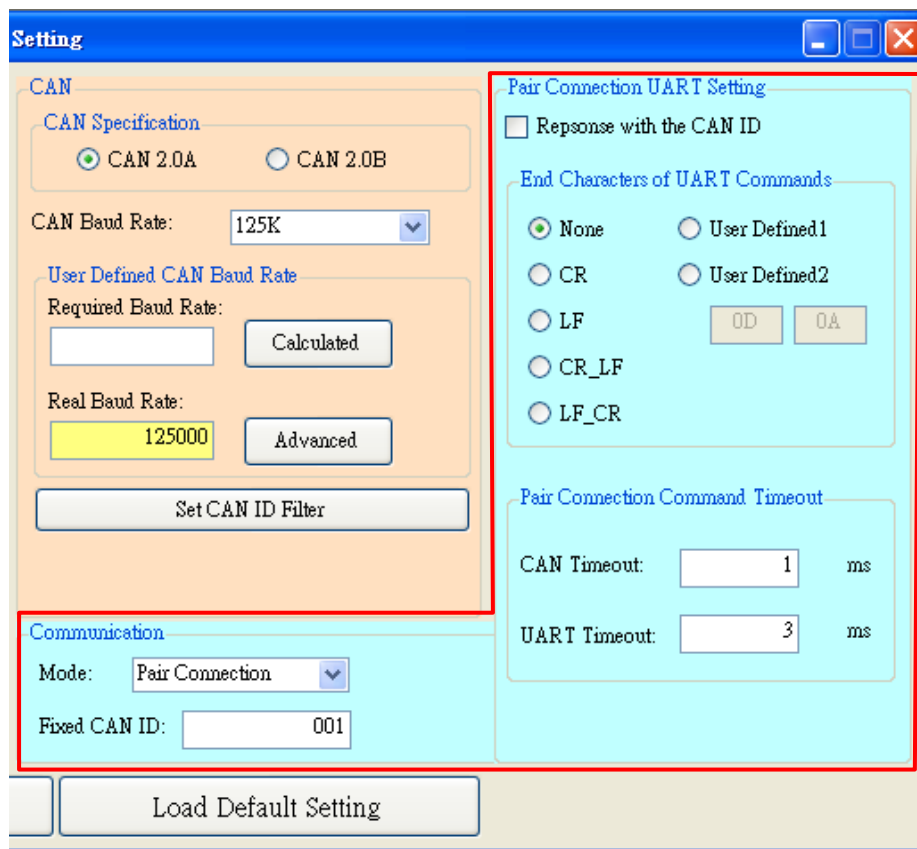 Setting
CAN
CAN Specification
CAN 2.0A
CAN 2.0B
CAN Baud Rate:
125K
User Defined CAN Baud Rate
Required Baud Rate:
Calculated
Real Baud Rate:
125000
Advanced
Set CAN ID Filter
Communication
Mode:
Pair Connection
Fixed CAN ID:
001
Pair Connection UART Setting
Repsonse with the CAN ID
End Characters of UART Commands
None
User Defined1
CR
User Defined2
LF
0D
0A
CR_LF
LF_CR
Pair Connection Command Timeout
CAN Timeout:
1
ms
UART Timeout:
3
ms
Load Default Setting